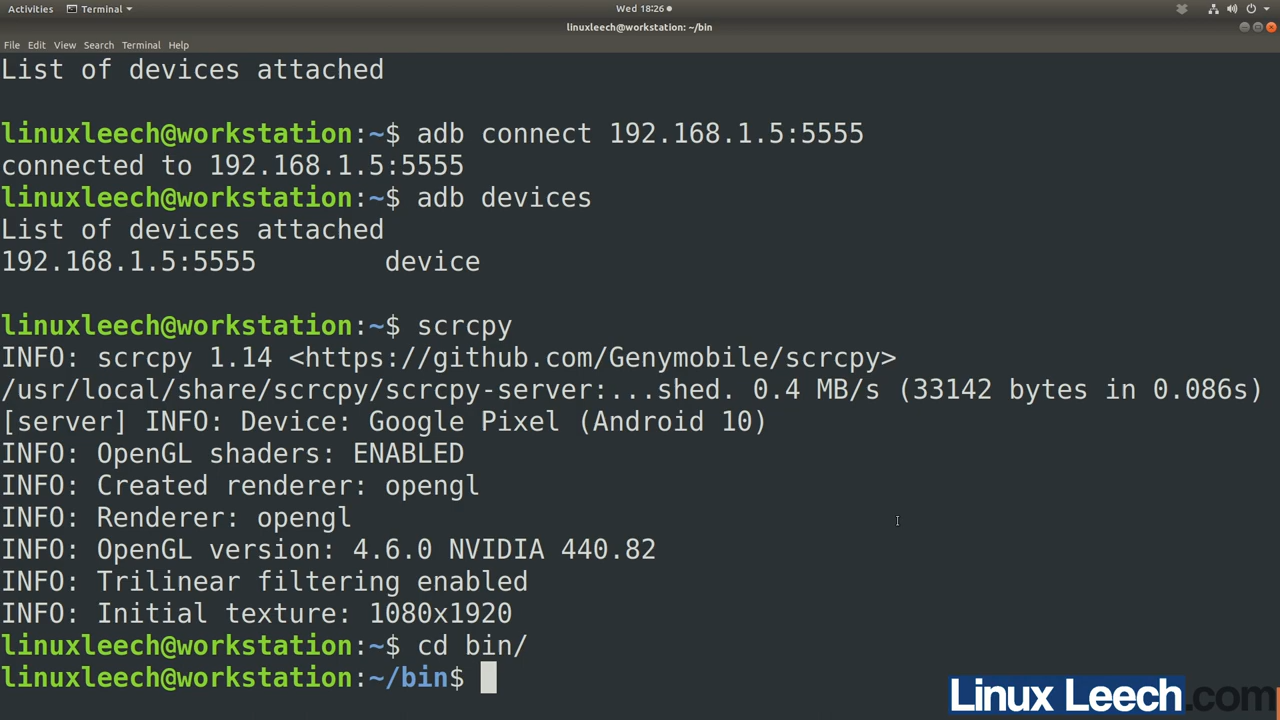 Activities Terminal Wed 18:26
linuxleech@workstation: ~/bin
File Edit View Search Terminal Help
List of devices attached
linuxleech@workstation:~$ adb connect 192.168.1.5:5555
connected to 192.168.1.5:5555
linuxleech@workstation:~$ adb devices
List of devices attached
192.168.1.5:5555 device
linuxleech@workstation:~$ scrcpy
INFO: scrcpy 1.14 <https://github.com/Genymobile/scrcpy>
/usr/local/share/scrcpy/scrcpy-server:...shed. 0.4 MB/s (33142 bytes in 0.086s)
[server] INFO: Device: Google Pixel (Android 10)
INFO: OpenGL shaders: ENABLED
INFO: Created renderer: opengl
INFO: Renderer: opengl
INFO: OpenGL version: 4.6.0 NVIDIA 440.82
INFO: Trilinear filtering enabled
INFO: Initial texture: 1080x1920
linuxleech@workstation:~$ cd bin/
linuxleech@workstation:~/bin$
Linux Leech.com